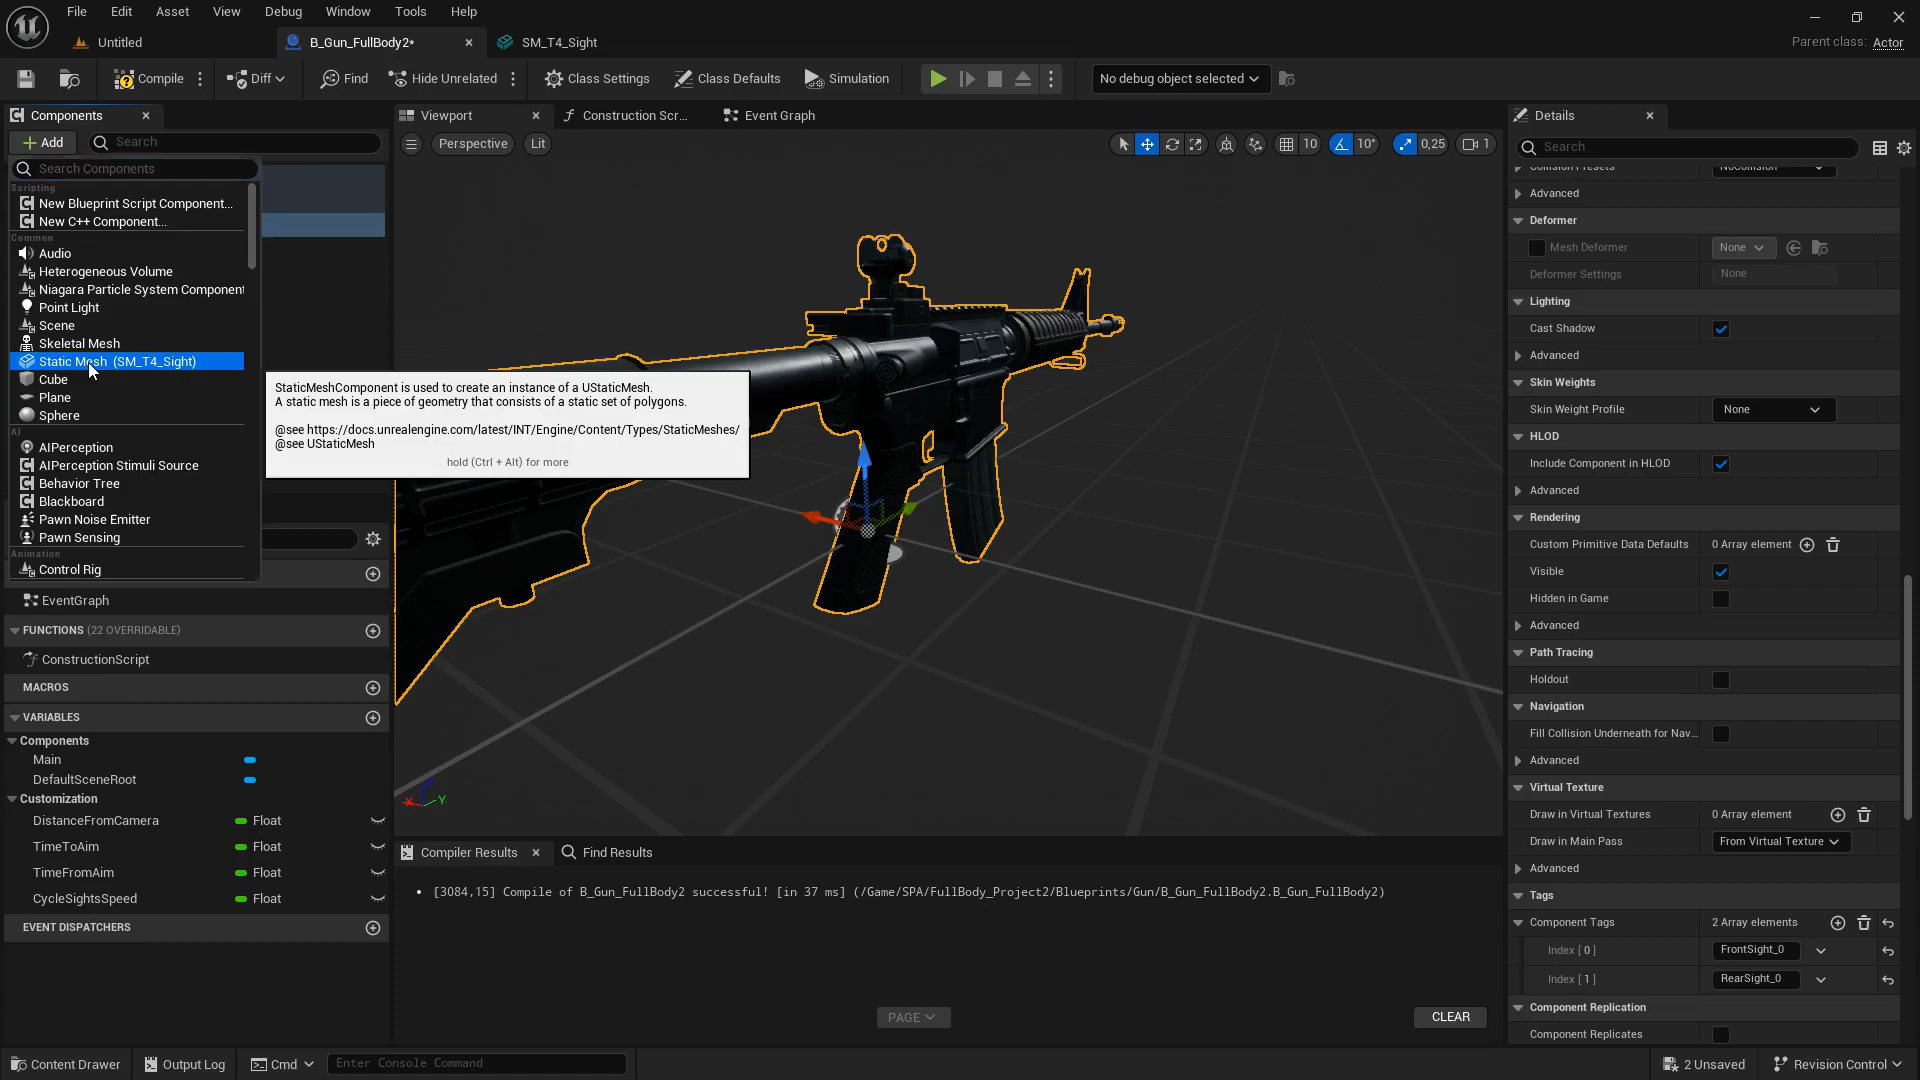 File Edit Asset View Debug Window Tools Help
Untitled B_Gun_FullBody2* SM_T4_Sight Parent class: Actor
Compile Diff Find Hide Unrelated Class Settings Class Defaults Simulation No debug object selected
Components Viewport Construction Scr... Event Graph Details
Add Search Perspective Lit 10 10° 0,25 1 Search
Search Components
Scripting
New Blueprint Script Component...
New C++ Component...
Common
Audio
Heterogeneous Volume
Niagara Particle System Component
Point Light
Scene
Skeletal Mesh
Static Mesh (SM_T4_Sight)
Cube
Plane
Sphere
AI
AIPerception
AIPerception Stimuli Source
Behavior Tree
Blackboard
Pawn Noise Emitter
Pawn Sensing
Animation
Control Rig
StaticMeshComponent is used to create an instance of a UStaticMesh.
A static mesh is a piece of geometry that consists of a static set of polygons.
@see https://docs.unrealengine.com/latest/INT/Engine/Content/Types/StaticMeshes/
@see UStaticMesh
hold (Ctrl + Alt) for more
EventGraph
FUNCTIONS (22 OVERRIDABLE)
ConstructionScript
MACROS
VARIABLES
Components
Main
DefaultSceneRoot
Customization
DistanceFromCamera Float
TimeToAim Float
TimeFromAim Float
CycleSightsSpeed Float
EVENT DISPATCHERS
X Y
Compiler Results Find Results
[3084,15] Compile of B_Gun_FullBody2 successful! [in 37 ms] (/Game/SPA/FullBody_Project2/Blueprints/Gun/B_Gun_FullBody2.B_Gun_FullBody2)
PAGE CLEAR
Collision Presets NoCollision
Advanced
Deformer
Mesh Deformer None
Deformer Settings None
Lighting
Cast Shadow
Advanced
Skin Weights
Skin Weight Profile None
HLOD
Include Component in HLOD
Advanced
Rendering
Custom Primitive Data Defaults 0 Array element
Visible
Hidden in Game
Advanced
Path Tracing
Holdout
Navigation
Fill Collision Underneath for Nav...
Advanced
Virtual Texture
Draw in Virtual Textures 0 Array element
Draw in Main Pass From Virtual Texture
Advanced
Tags
Component Tags 2 Array elements
Index [ 0 ] FrontSight_0
Index [ 1 ] RearSight_0
Component Replication
Component Replicates
Content Drawer Output Log Cmd Enter Console Command 2 Unsaved Revision Control